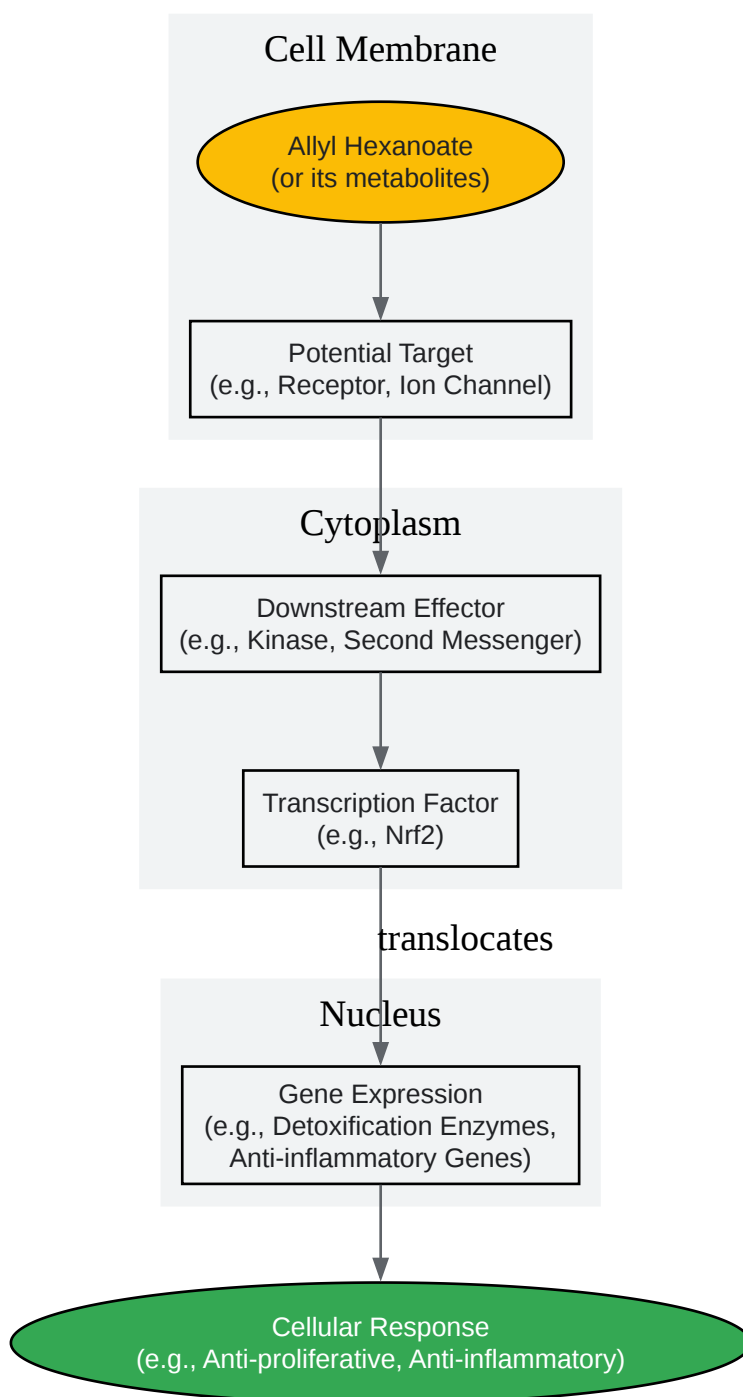 Cell Membrane
Allyl Hexanoate
(or its metabolites)
Potential Target
(e.g., Receptor, Ion Channel)
Cytoplasm
Downstream Effector
(e.g., Kinase, Second Messenger)
Transcription Factor
(e.g., Nrf2)
translocates
Nucleus
Gene Expression
(e.g., Detoxification Enzymes,
Anti-inflammatory Genes)
Cellular Response
(e.g., Anti-proliferative, Anti-inflammatory)